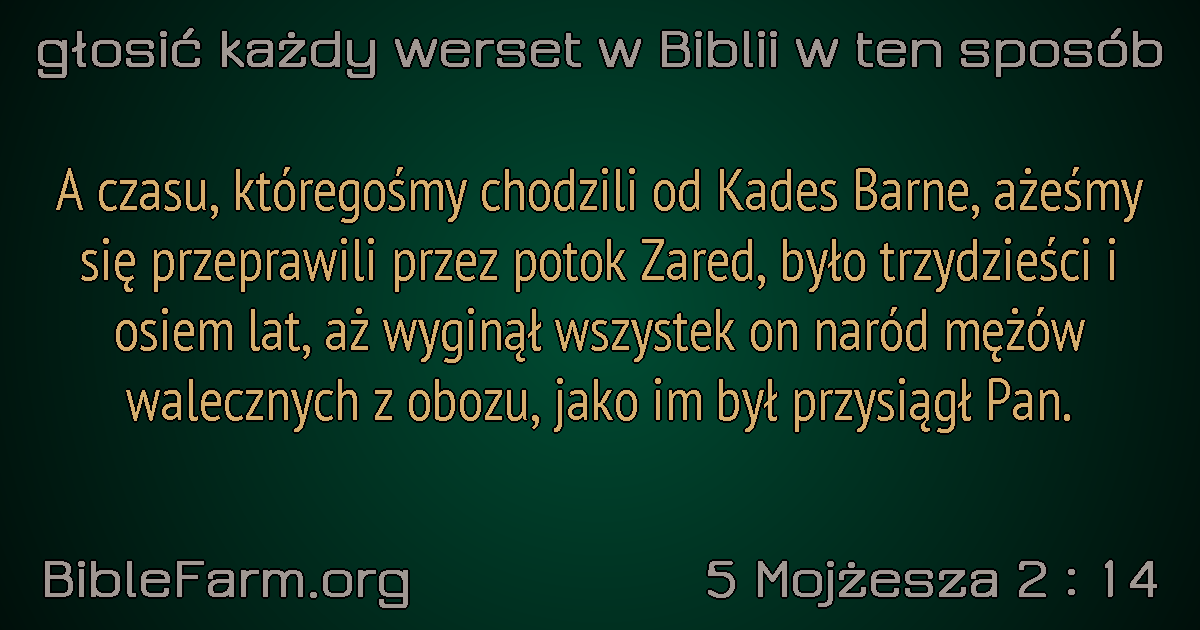 głosić każdy werset w Biblii w ten sposób
A czasu, któregośmy chodzili od Kades Barne, ażeśmy
się przeprawili przez potok Zared, było trzydzieści i
osiem lat, aż wyginął wszystek on naród mężów
walecznych z obozu, jako im był przysiągł Pan.
BibleFarm.org
5 Mojżesza 2 : 14